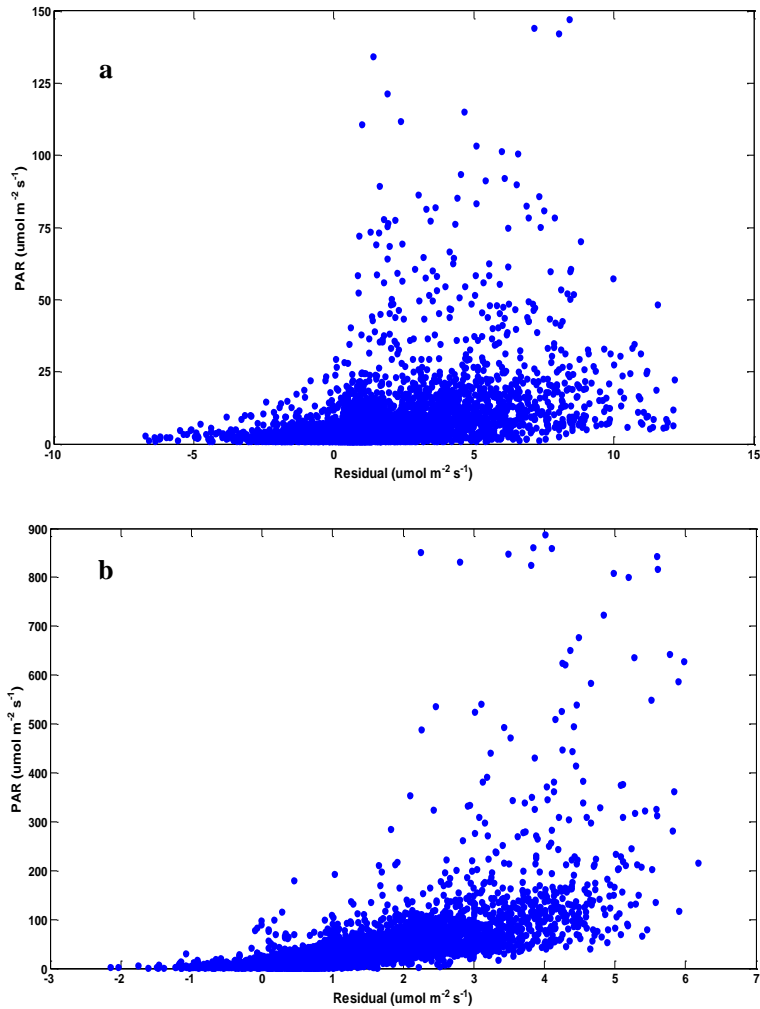 150
125
100
75
50
25
0
a
PAR (umol m⁻² s⁻¹)
-10 -5 0 5 10 15
Residual (umol m⁻² s⁻¹)
900
800
700
600
500
400
300
200
100
0
b
PAR (umol m⁻² s⁻¹)
-3 -2 -1 0 1 2 3 4 5 6 7
Residual (umol m⁻² s⁻¹)